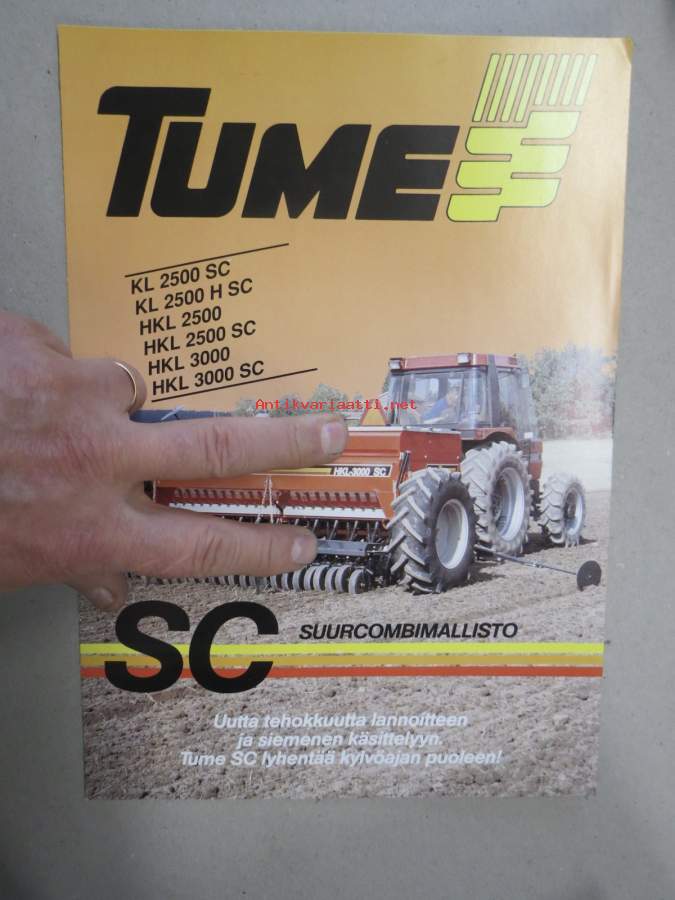 TUME
KL 2500 SC
KL 2500 H SC
HKL 2500
HKL 2500 SC
HKL 3000
HKL 3000 SC
Antikvariaatti.net
HKL-3000 SC
SC SUURCOMBIMALLISTO
Uutta tehokkuutta lannoitteen
ja siemenen käsittelyyn.
Tume SC lyhentää kylvöajan puoleen!